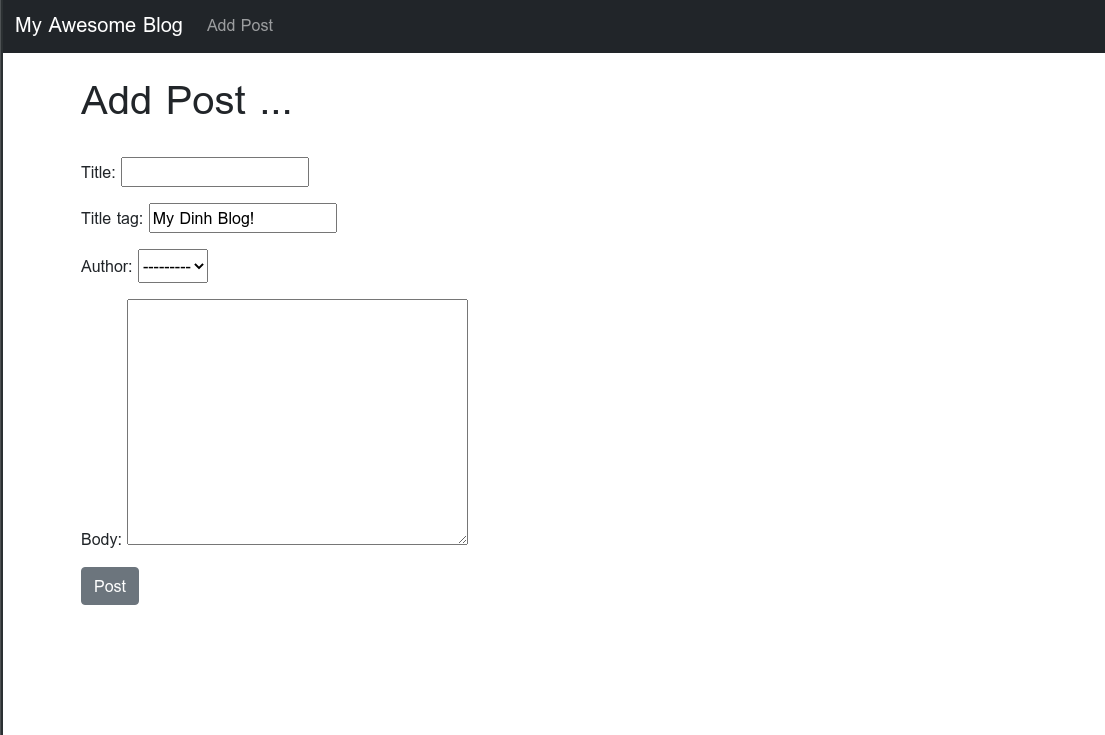 My Awesome Blog Add Post
Add Post ...
Title:
Title tag: My Dinh Blog!
Author: ---------
Body:
Post